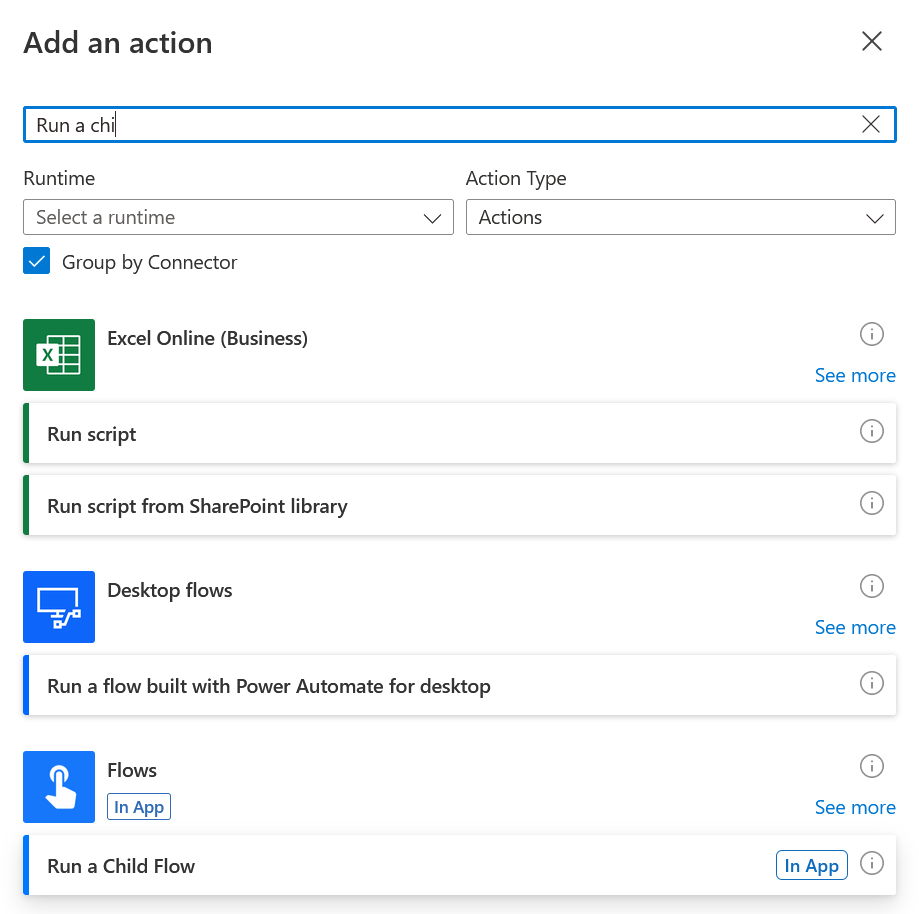 Add an action
Run a chi
Runtime
Action Type
Select a runtime
Actions
Group by Connector
X
Excel Online (Business)
See more
Run script
Run script from SharePoint library
Desktop flows
See more
Run a flow built with Power Automate for desktop
Flows
In App
See more
Run a Child Flow
In App